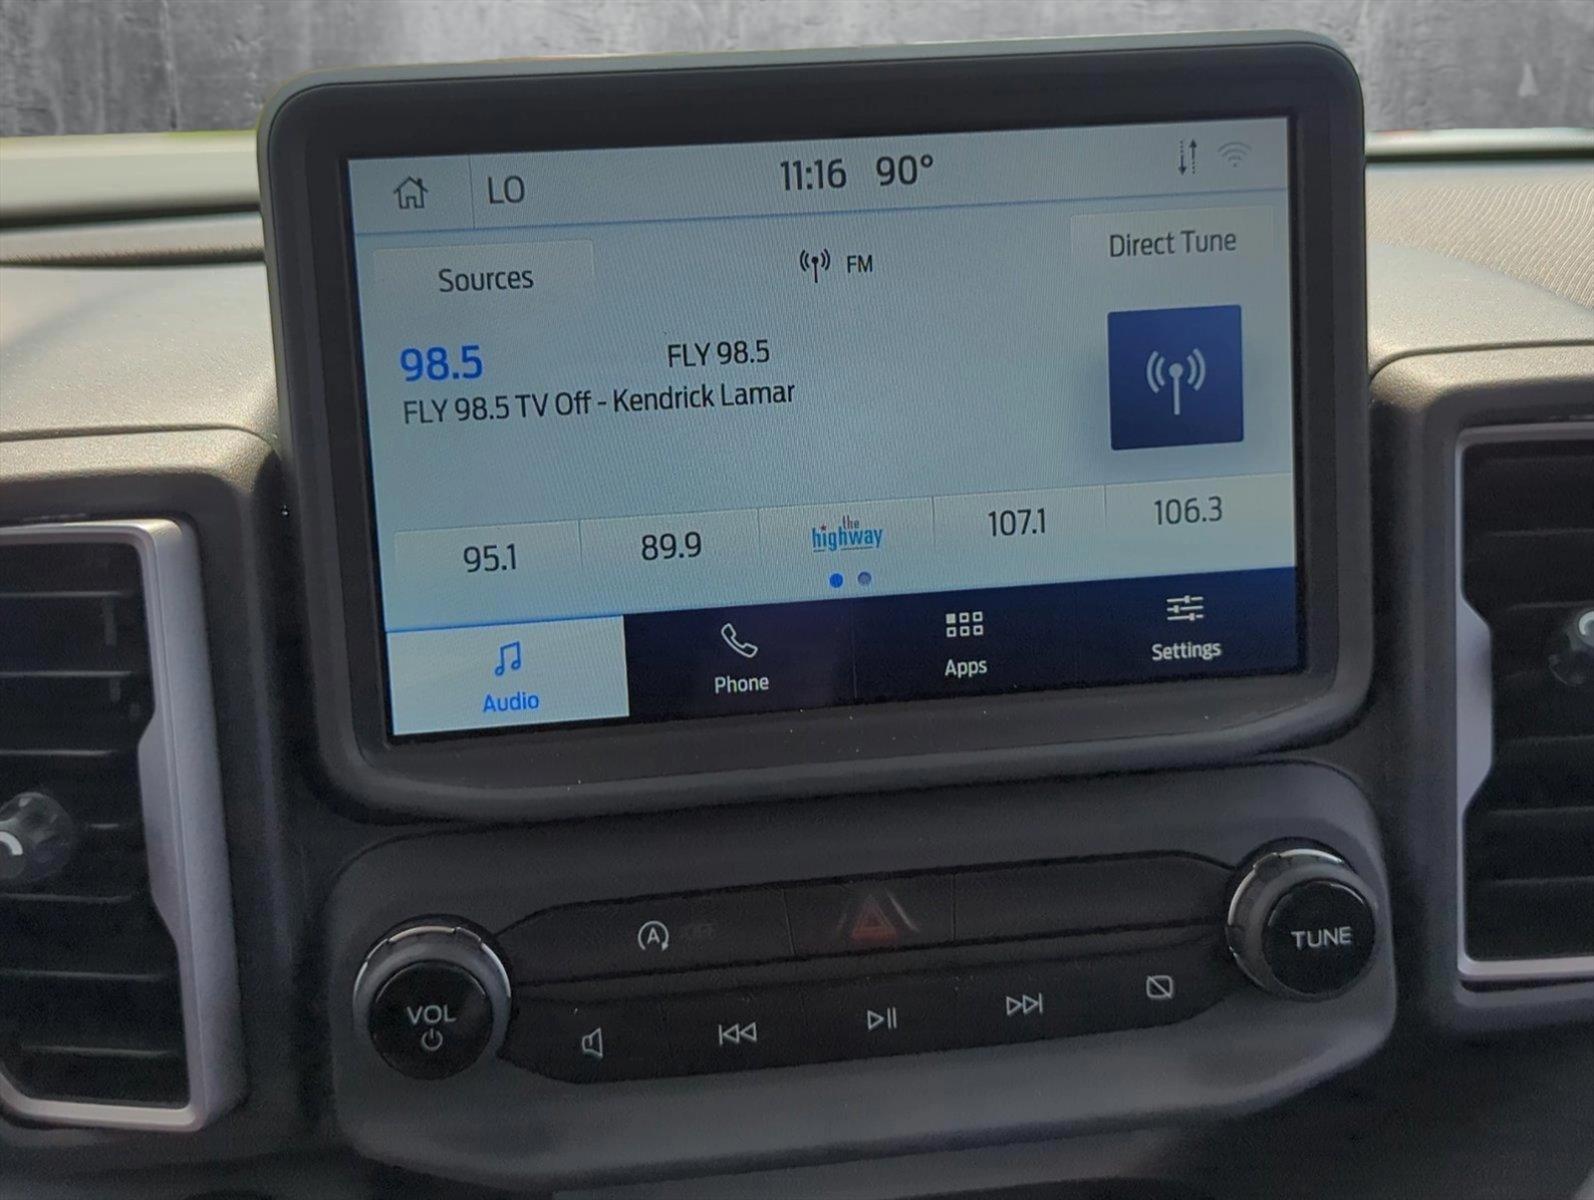 LO 11:16 90°
Sources FM Direct Tune
98.5 FLY 98.5
FLY 98.5 TV Off - Kendrick Lamar
95.1 89.9 the highway 107.1 106.3
Audio Phone Apps Settings
A
TUNE
VOL